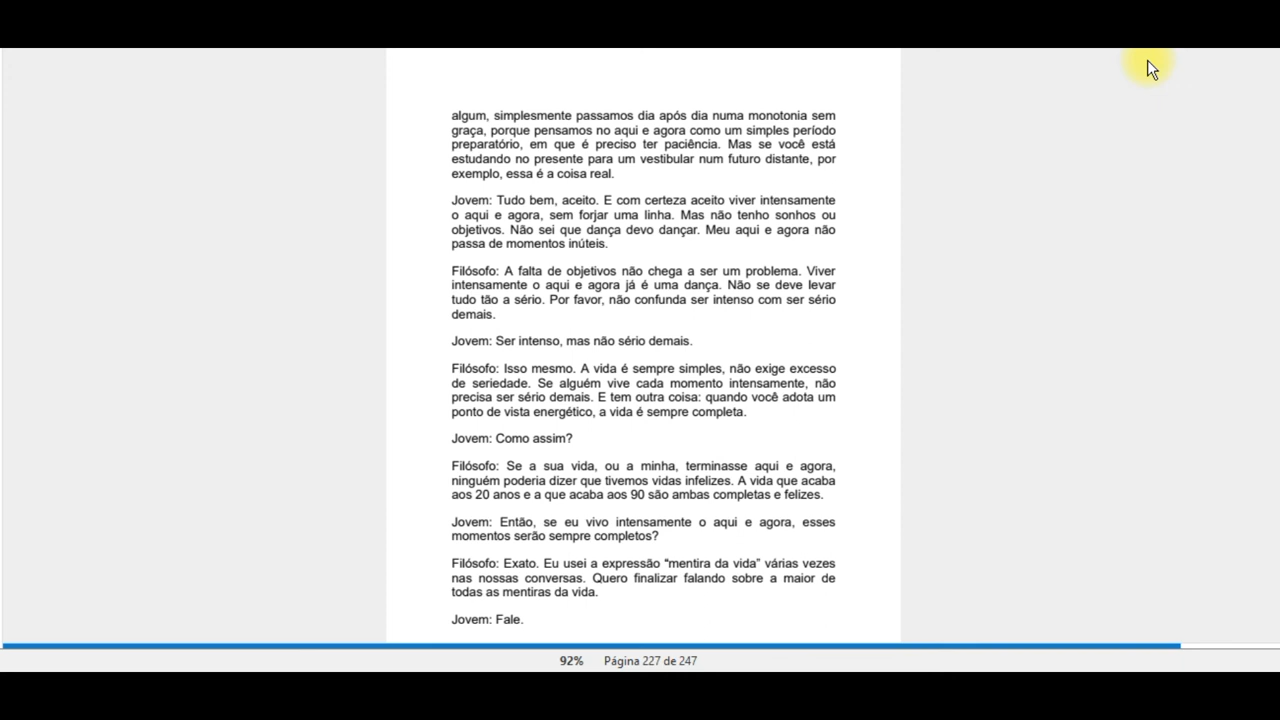 algum, simplesmente passamos dia após dia numa monotonia sem
graça, porque pensamos no aqui e agora como um simples período
preparatório, em que é preciso ter paciência. Mas se você está
estudando no presente para um vestibular num futuro distante, por
exemplo, essa é a coisa real.
Jovem: Tudo bem, aceito. E com certeza aceito viver intensamente
o aqui e agora, sem forjar uma linha. Mas não tenho sonhos ou
objetivos. Não sei que dança devo dançar. Meu aqui e agora não
passa de momentos inúteis.
Filósofo: A falta de objetivos não chega a ser um problema. Viver
intensamente o aqui e agora já é uma dança. Não se deve levar
tudo tão a sério. Por favor, não confunda ser intenso com ser sério
demais.
Jovem: Ser intenso, mas não sério demais.
Filósofo: Isso mesmo. A vida é sempre simples, não exige excesso
de seriedade. Se alguém vive cada momento intensamente, não
precisa ser sério demais. E tem outra coisa: quando você adota um
ponto de vista energético, a vida é sempre completa.
Jovem: Como assim?
Filósofo: Se a sua vida, ou a minha, terminasse aqui e agora,
ninguém poderia dizer que tivemos vidas infelizes. A vida que acaba
aos 20 anos e a que acaba aos 90 são ambas completas e felizes.
Jovem: Então, se eu vivo intensamente o aqui e agora, esses
momentos serão sempre completos?
Filósofo: Exato. Eu usei a expressão “mentira da vida” várias vezes
nas nossas conversas. Quero finalizar falando sobre a maior de
todas as mentiras da vida.
Jovem: Fale.
92% Página 227 de 247